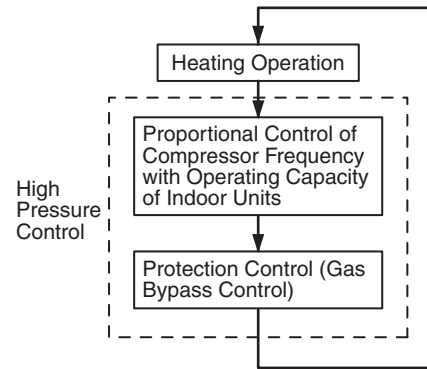 Heating Operation
Proportional Control of
Compressor Frequency
with Operating Capacity
of Indoor Units
High
Pressure
Control
Protection Control (Gas
Bypass Control)